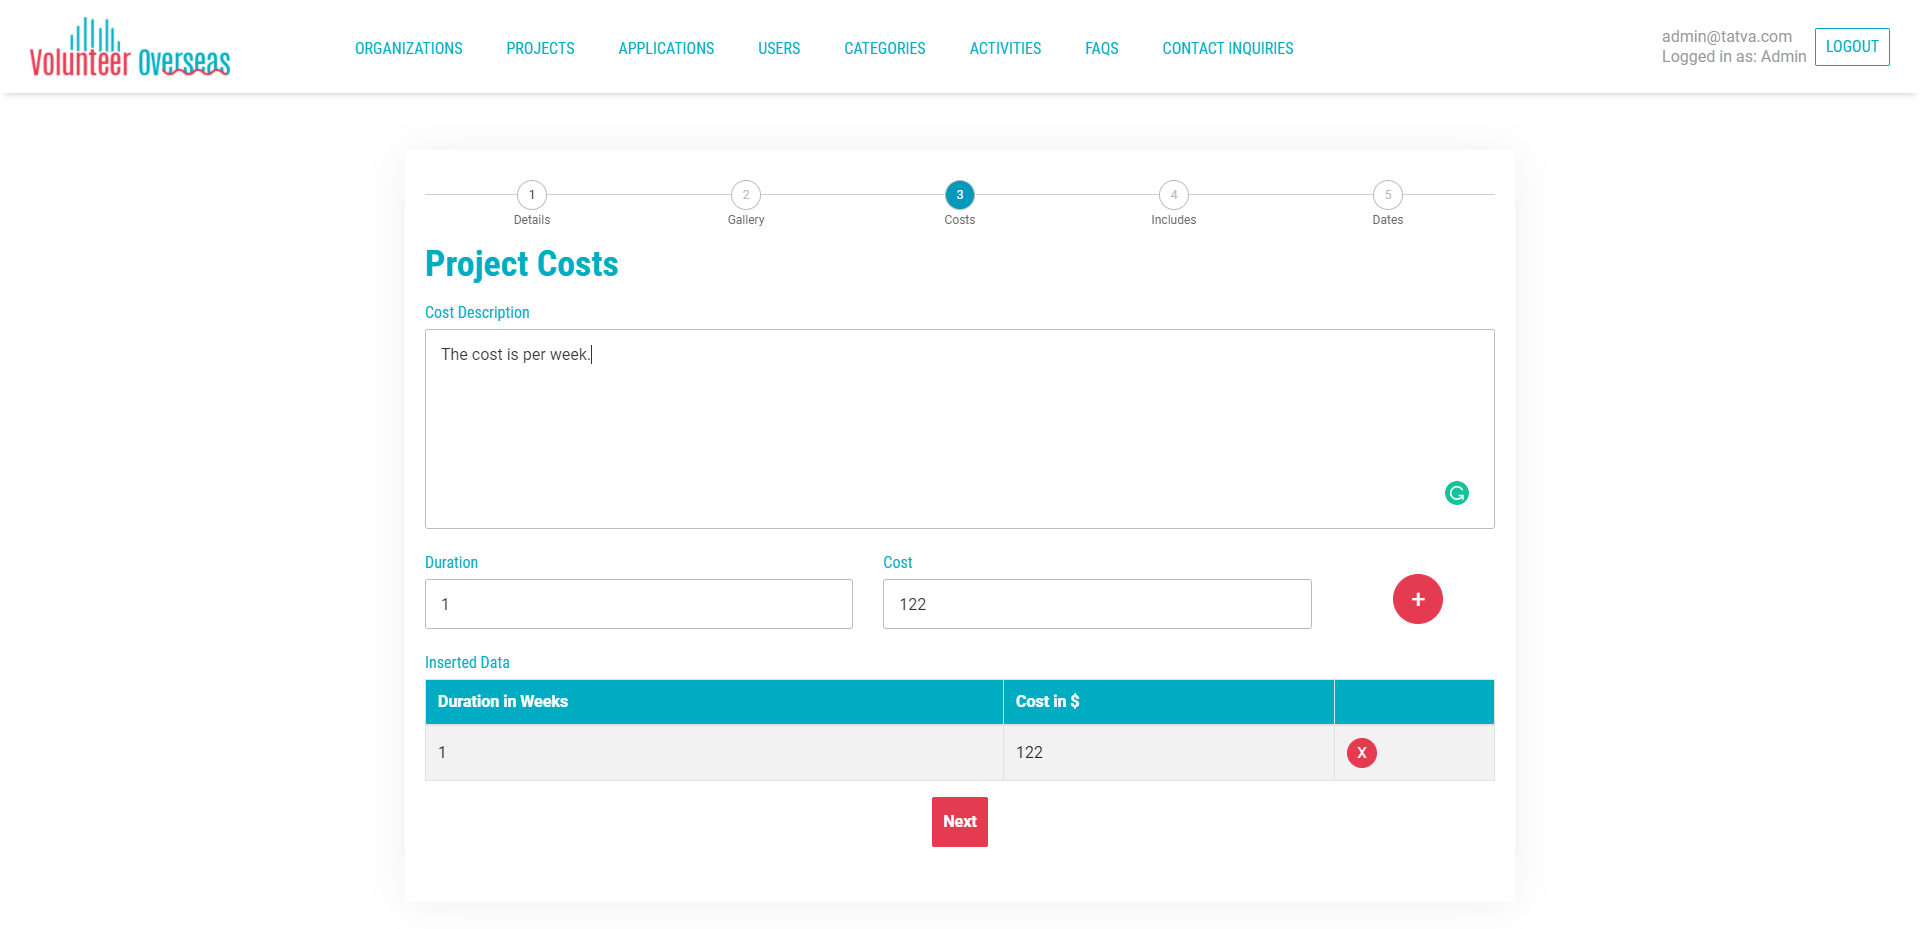 Volunteer Overseas
ORGANIZATIONS PROJECTS APPLICATIONS USERS CATEGORIES ACTIVITIES FAQS CONTACT INQUIRIES
admin@tatva.com
Logged in as: Admin
LOGOUT
1 2 3 4 5
Details Gallery Costs Includes Dates
Project Costs
Cost Description
The cost is per week.
Duration Cost
1 122 +
Inserted Data
Duration in Weeks Cost in $
1 122 X
Next